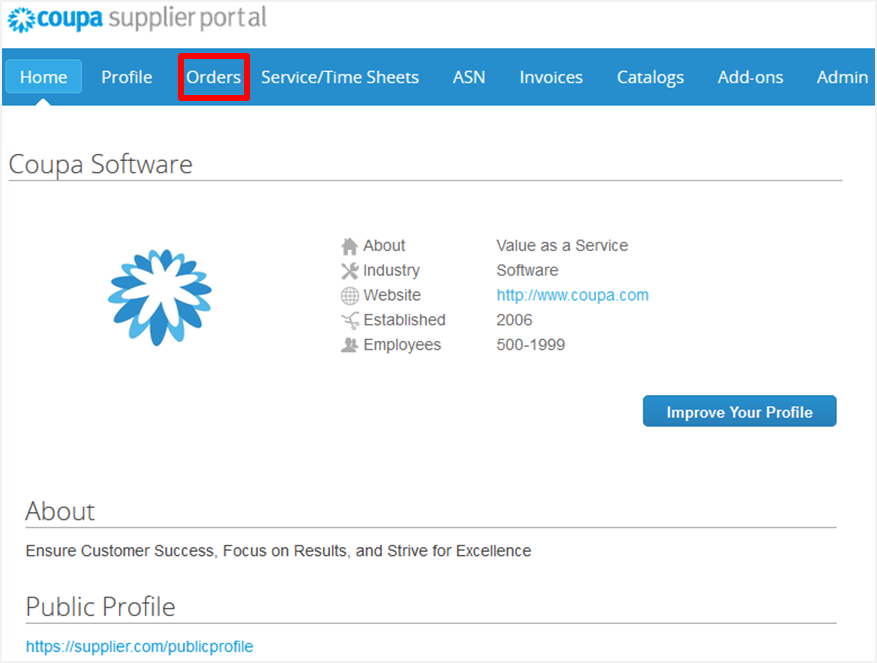 coupa supplier portal
Home Profile Orders Service/Time Sheets ASN Invoices Catalogs Add-ons Admin
Coupa Software
About Value as a Service
Industry Software
Website http://www.coupa.com
Established 2006
Employees 500-1999
Improve Your Profile
About
Ensure Customer Success, Focus on Results, and Strive for Excellence
Public Profile
https://supplier.com/publicprofile